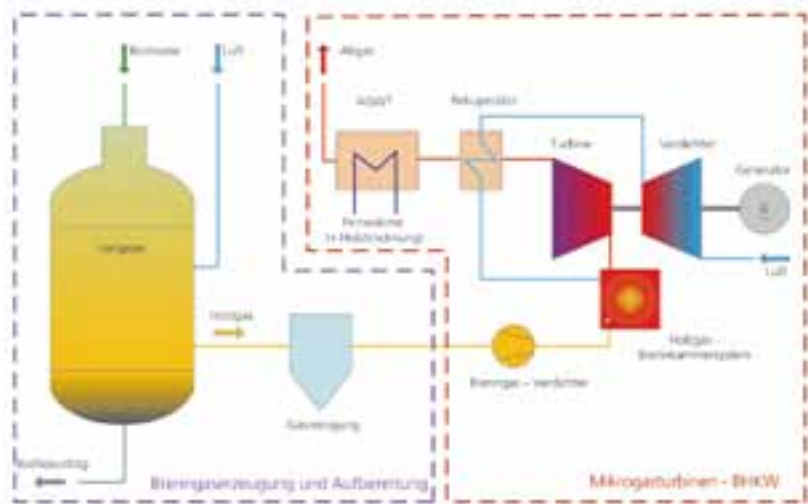 Biomasse
Luft
Abgas
AGWT
Rekuperator
Turbine
Verdichter
Generator
G
Vergaser
Fernwärme
(+ Holztrocknung)
Luft
Holzgas
Holzgas -
Brennkammersystem
Brenngas – Verdichter
Gasreinigung
Brenngaserzeugung und Aufbereitung
Mikrogasturbinen - BHKW